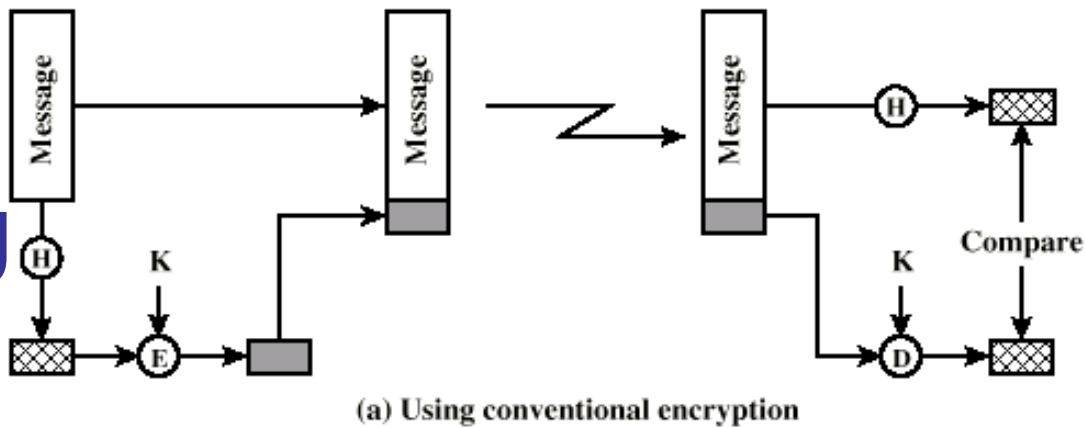 Message
Message
Message
H
H
K
K
Compare
E
D
(a) Using conventional encryption